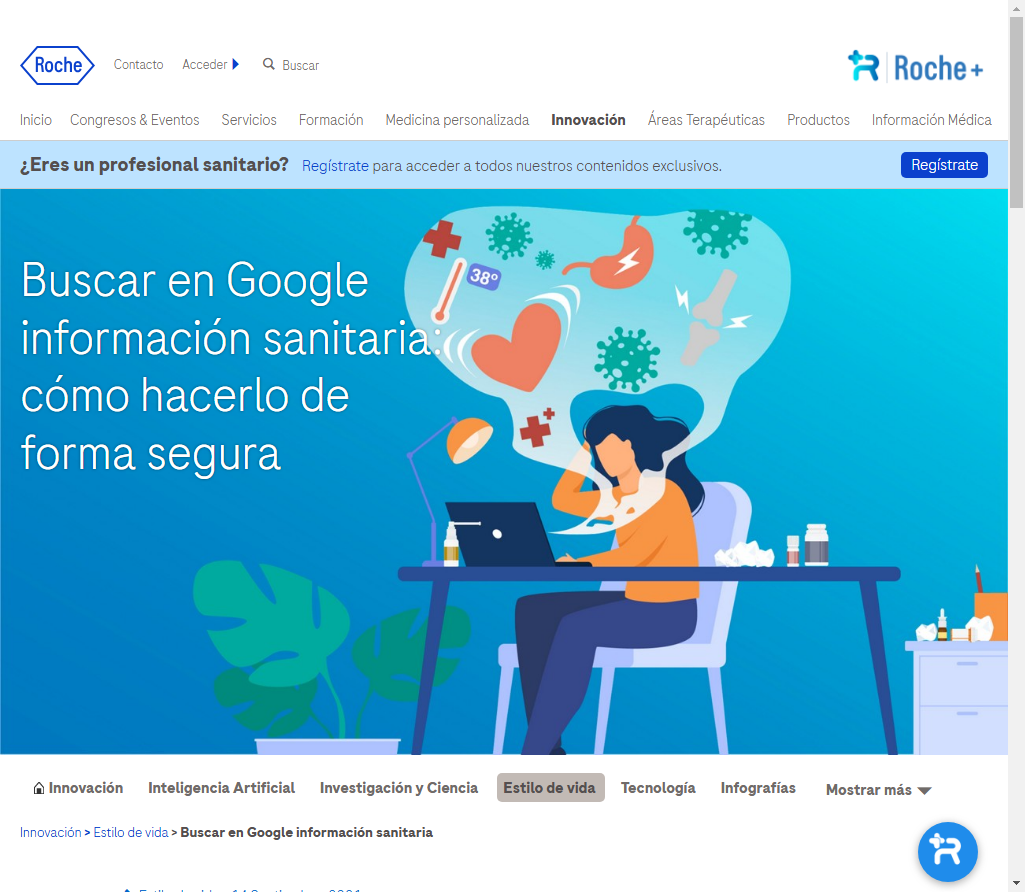 Roche
Contacto
Acceder
Buscar
Roche+
Inicio
Congresos & Eventos
Servicios
Formación
Medicina personalizada
Innovación
Áreas Terapéuticas
Productos
Información Médica
¿Eres un profesional sanitario?
Regístrate para acceder a todos nuestros contenidos exclusivos.
Regístrate
38º
Buscar en Google
información sanitaria:
cómo hacerlo de
forma segura
Innovación
Inteligencia Artificial
Investigación y Ciencia
Estilo de vida
Tecnología
Infografías
Mostrar más
Innovación > Estilo de vida > Buscar en Google información sanitaria